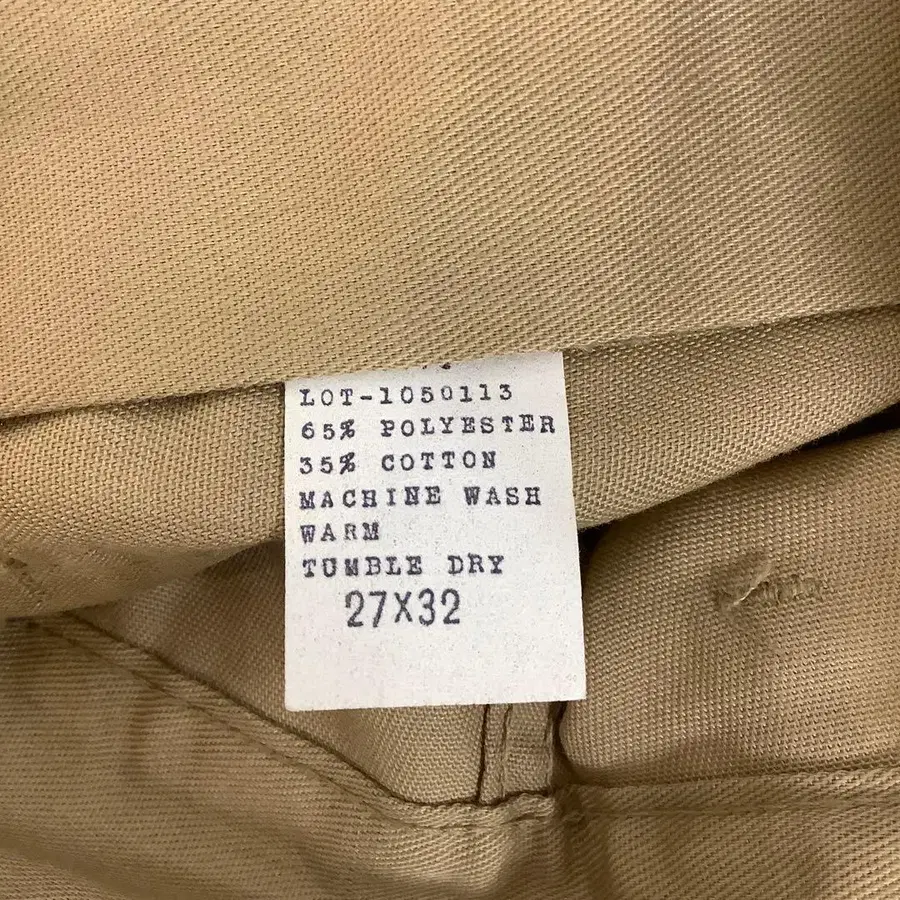 LOT-1050113
65% POLYESTER
35% COTTON
MACHINE WASH
WARM
TUMBLE DRY
27X32